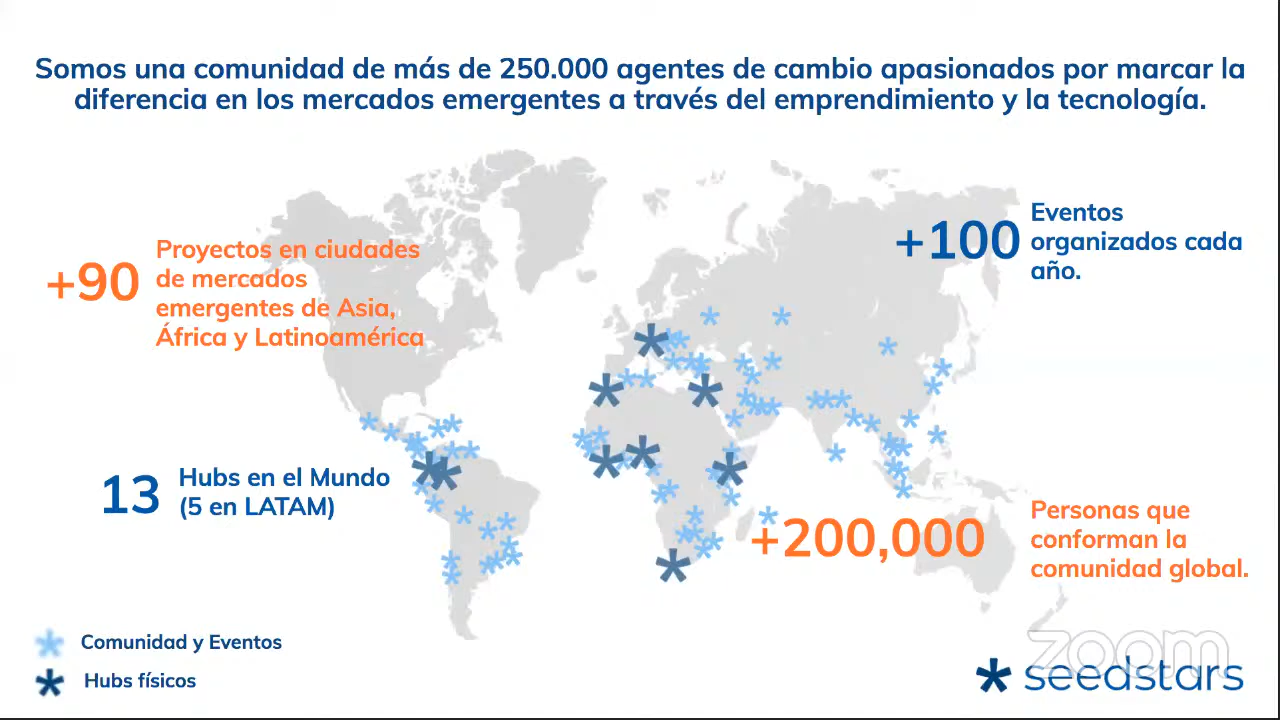 Somos una comunidad de más de 250.000 agentes de cambio apasionados por marcar la
diferencia en los mercados emergentes a través del emprendimiento y la tecnología.
+90
Proyectos en ciudades
de mercados
emergentes de Asia,
África y Latinoamérica
+100
Eventos
organizados cada
año.
13
Hubs en el Mundo
(5 en LATAM)
+200,000
Personas que
conforman la
comunidad global.
Comunidad y Eventos
Hubs físicos
zoom
seedstars